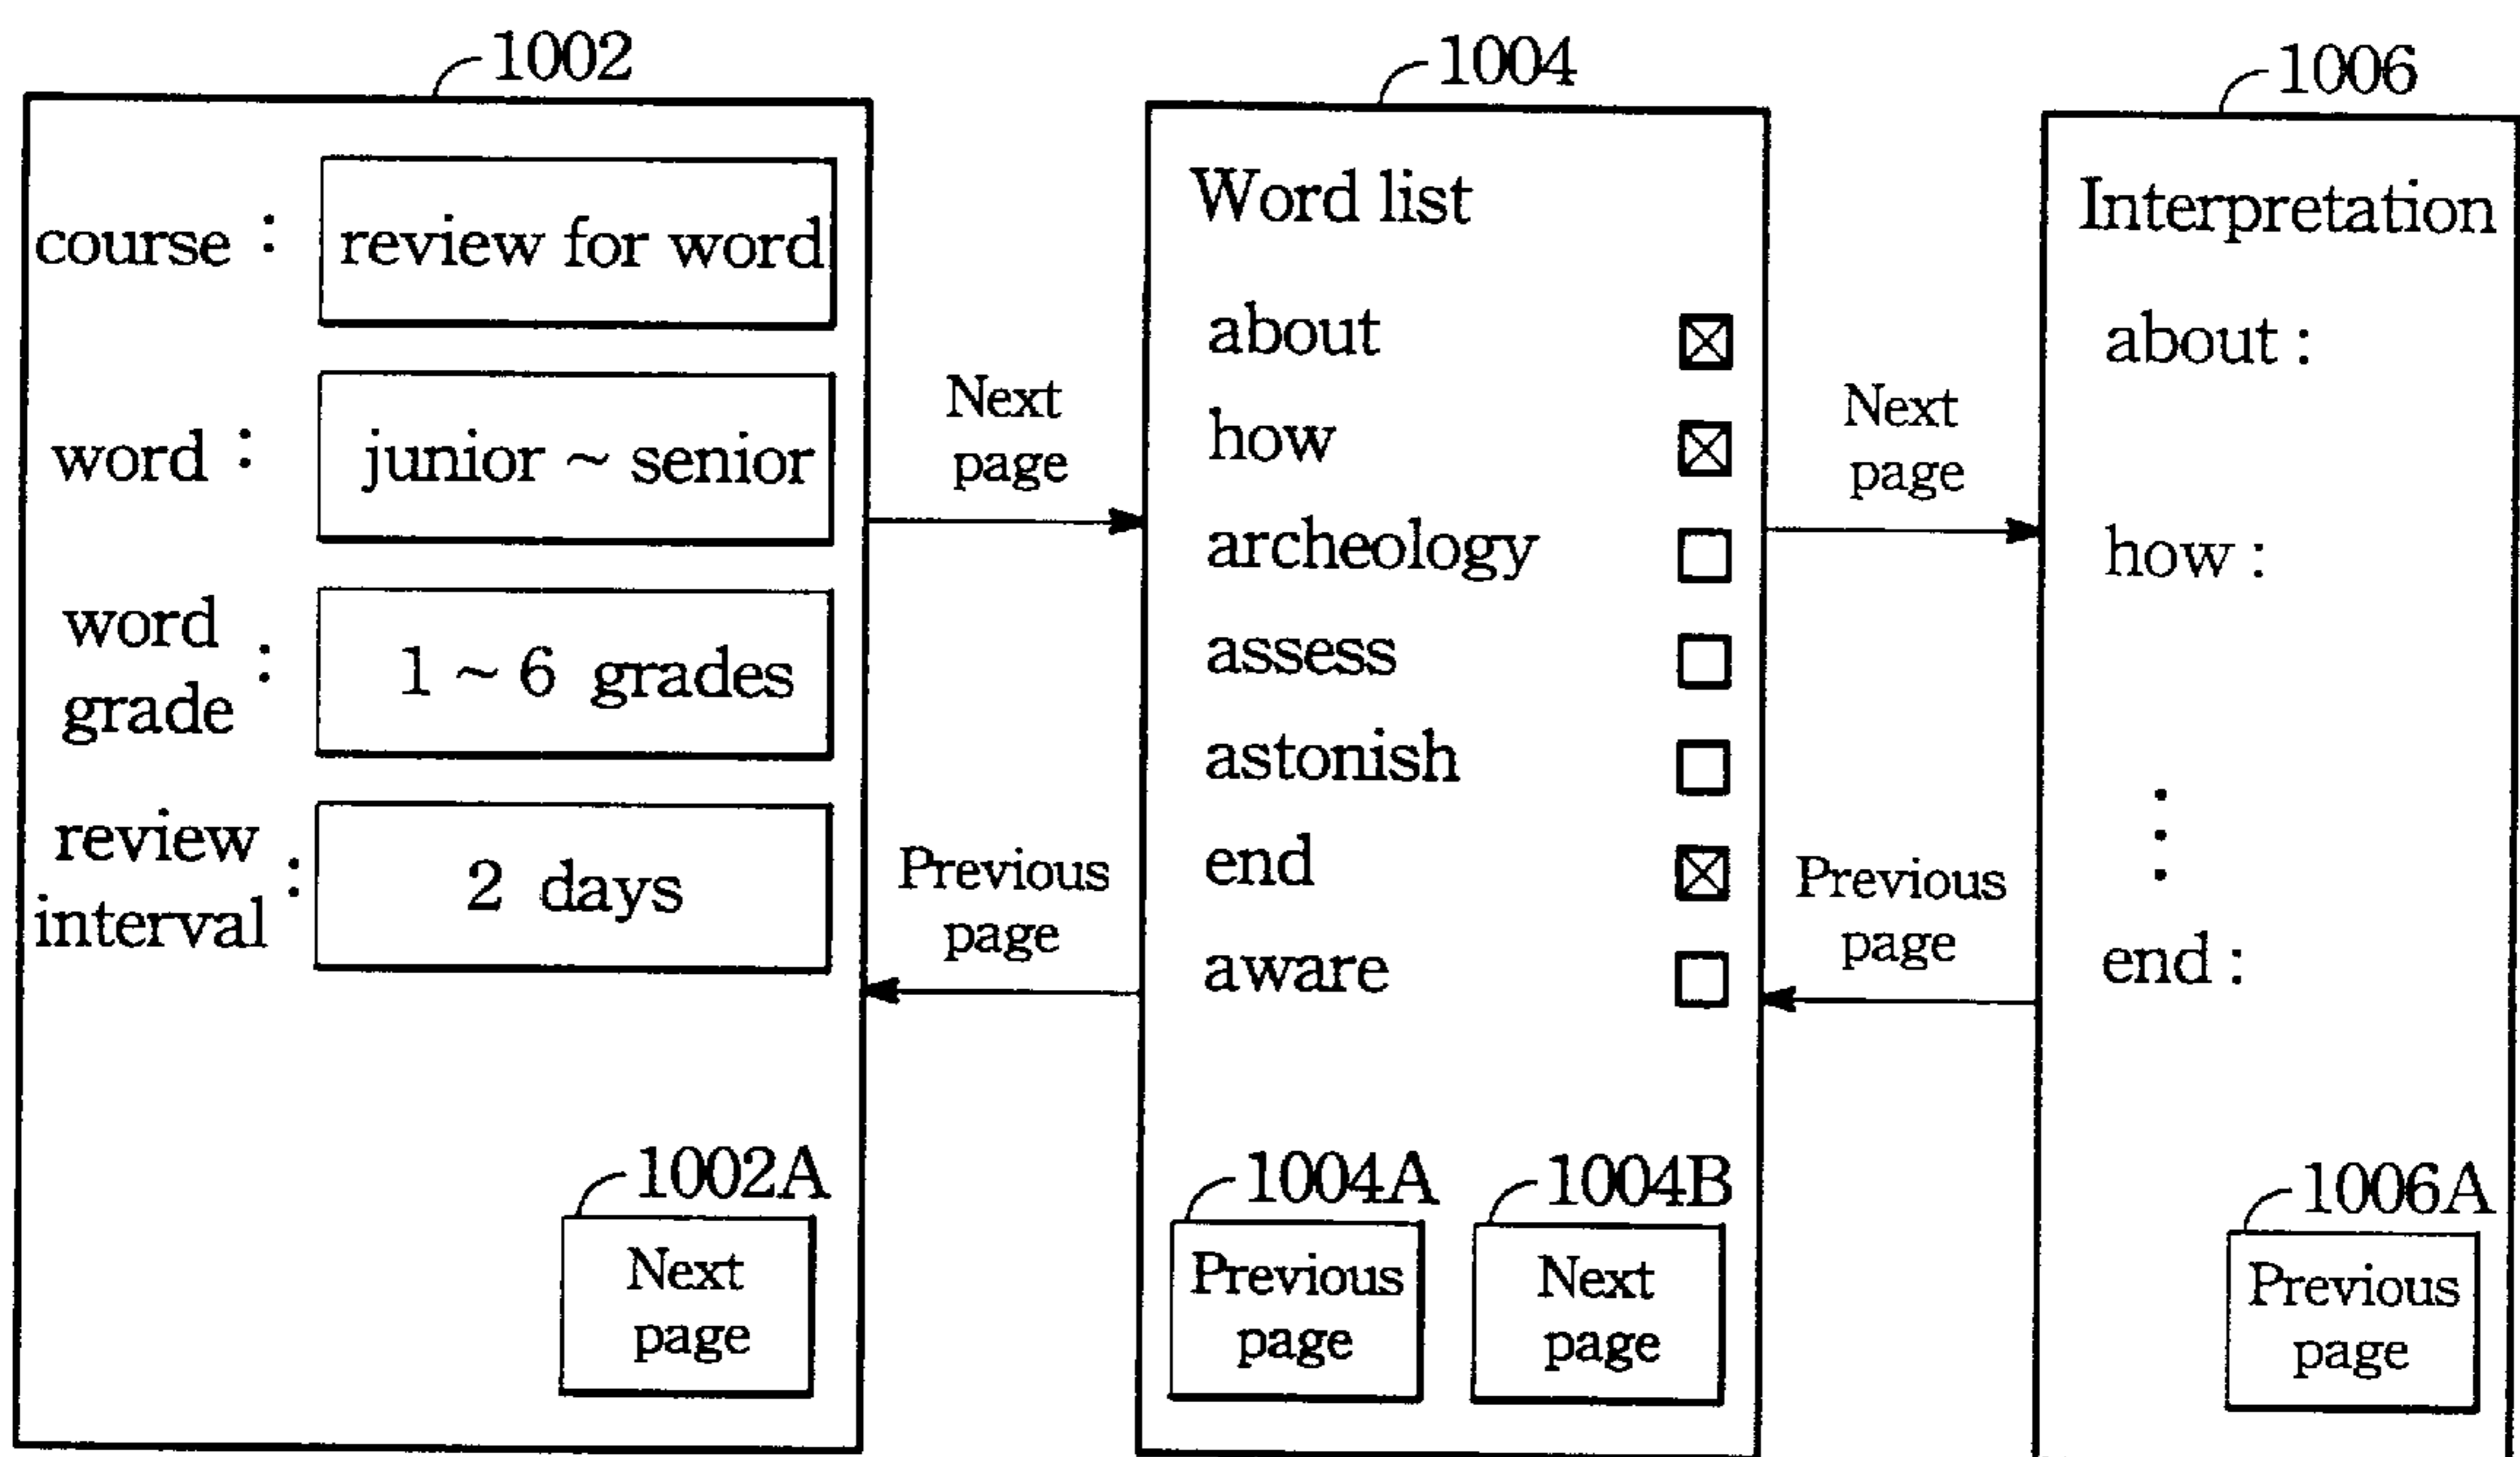 1002
course : review for word
word : junior ~ senior
word
grade : 1 ~ 6 grades
review
interval : 2 days
1002A
Next
page
Next
page
Previous
page
1004
Word list
about
how
archeology
assess
astonish
end
aware
1004A
Previous
page
1004B
Next
page
Next
page
Previous
page
1006
Interpretation
about :
how :
⋮
end :
1006A
Previous
page